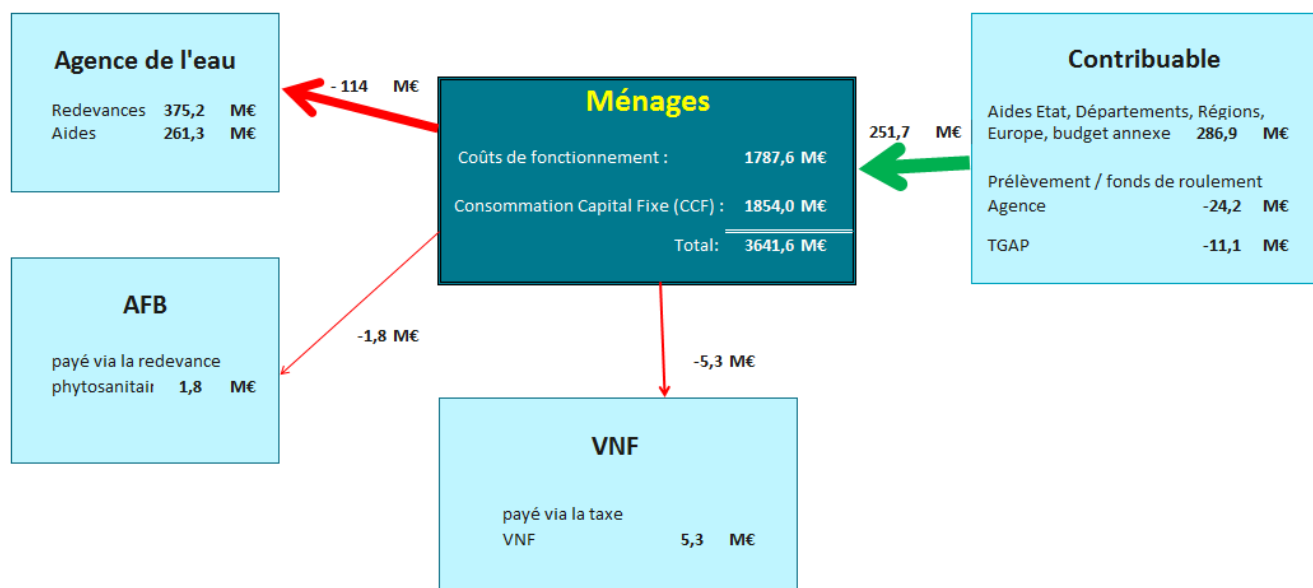 Agence de l'eau
Redevances 375,2 M€
Aides 261,3 M€
- 114 M€
Ménages
Coûts de fonctionnement : 1787,6 M€
Consommation Capital Fixe (CCF) : 1854,0 M€
Total: 3641,6 M€
251,7 M€
Contribuable
Aides Etat, Départements, Régions,
Europe, budget annexe 286,9 M€
Prélèvement / fonds de roulement
Agence -24,2 M€
TGAP -11,1 M€
AFB
payé via la redevance
phytosanitair 1,8 M€
-1,8 M€
-5,3 M€
VNF
payé via la taxe
VNF 5,3 M€